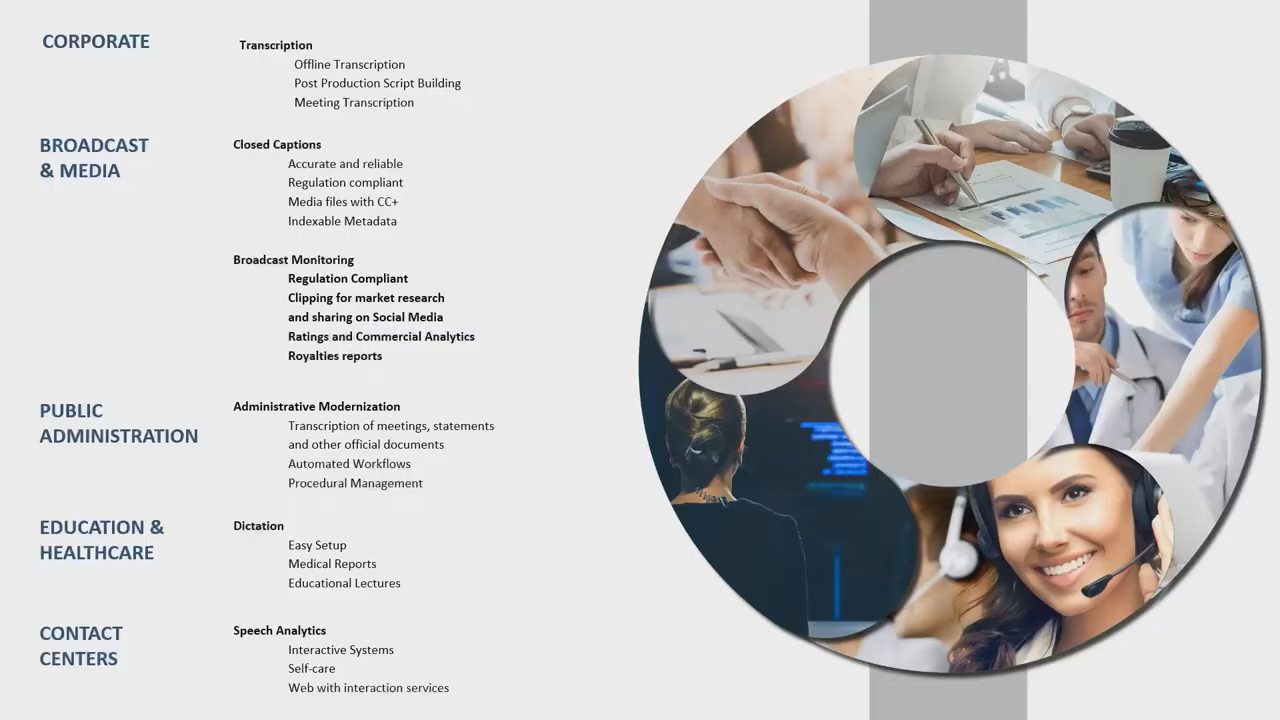 CORPORATE
Transcription
Offline Transcription
Post Production Script Building
Meeting Transcription
BROADCAST
& MEDIA
Closed Captions
Accurate and reliable
Regulation compliant
Media files with CC+
Indexable Metadata
Broadcast Monitoring
Regulation Compliant
Clipping for market research
and sharing on Social Media
Ratings and Commercial Analytics
Royalties reports
PUBLIC
ADMINISTRATION
Administrative Modernization
Transcription of meetings, statements
and other official documents
Automated Workflows
Procedural Management
EDUCATION &
HEALTHCARE
Dictation
Easy Setup
Medical Reports
Educational Lectures
CONTACT
CENTERS
Speech Analytics
Interactive Systems
Self-care
Web with interaction services